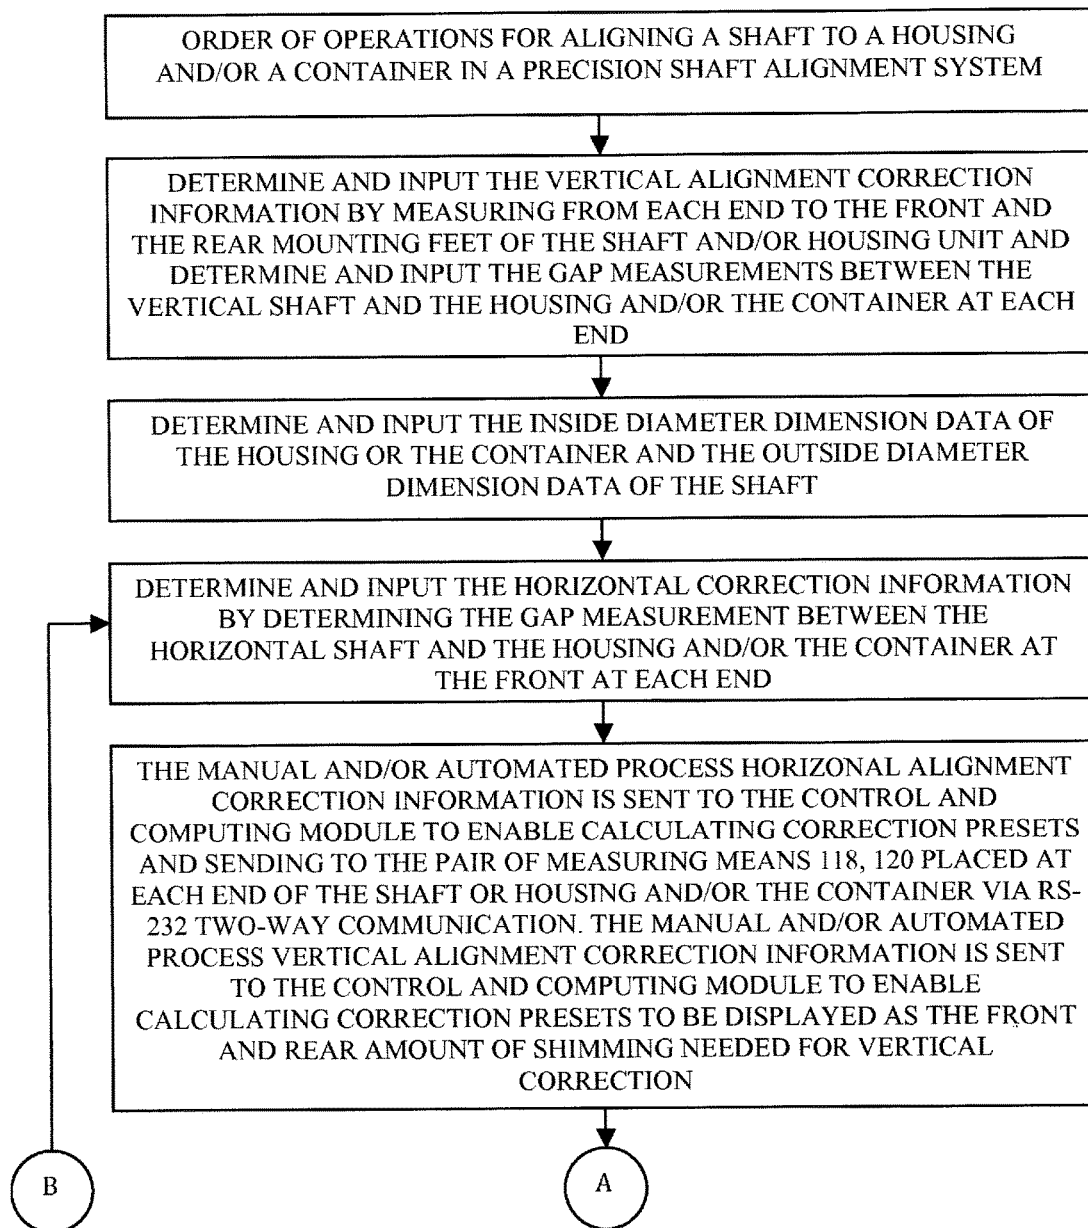 ORDER OF OPERATIONS FOR ALIGNING A SHAFT TO A HOUSING
AND/OR A CONTAINER IN A PRECISION SHAFT ALIGNMENT SYSTEM
DETERMINE AND INPUT THE VERTICAL ALIGNMENT CORRECTION
INFORMATION BY MEASURING FROM EACH END TO THE FRONT AND
THE REAR MOUNTING FEET OF THE SHAFT AND/OR HOUSING UNIT AND
DETERMINE AND INPUT THE GAP MEASUREMENTS BETWEEN THE
VERTICAL SHAFT AND THE HOUSING AND/OR THE CONTAINER AT EACH
END
DETERMINE AND INPUT THE INSIDE DIAMETER DIMENSION DATA OF
THE HOUSING OR THE CONTAINER AND THE OUTSIDE DIAMETER
DIMENSION DATA OF THE SHAFT
DETERMINE AND INPUT THE HORIZONTAL CORRECTION INFORMATION
BY DETERMINING THE GAP MEASUREMENT BETWEEN THE
HORIZONTAL SHAFT AND THE HOUSING AND/OR THE CONTAINER AT
THE FRONT AT EACH END
THE MANUAL AND/OR AUTOMATED PROCESS HORIZONAL ALIGNMENT
CORRECTION INFORMATION IS SENT TO THE CONTROL AND
COMPUTING MODULE TO ENABLE CALCULATING CORRECTION PRESETS
AND SENDING TO THE PAIR OF MEASURING MEANS 118, 120 PLACED AT
EACH END OF THE SHAFT OR HOUSING AND/OR THE CONTAINER VIA RS-
232 TWO-WAY COMMUNICATION. THE MANUAL AND/OR AUTOMATED
PROCESS VERTICAL ALIGNMENT CORRECTION INFORMATION IS SENT
TO THE CONTROL AND COMPUTING MODULE TO ENABLE
CALCULATING CORRECTION PRESETS TO BE DISPLAYED AS THE FRONT
AND REAR AMOUNT OF SHIMMING NEEDED FOR VERTICAL
CORRECTION
B
A